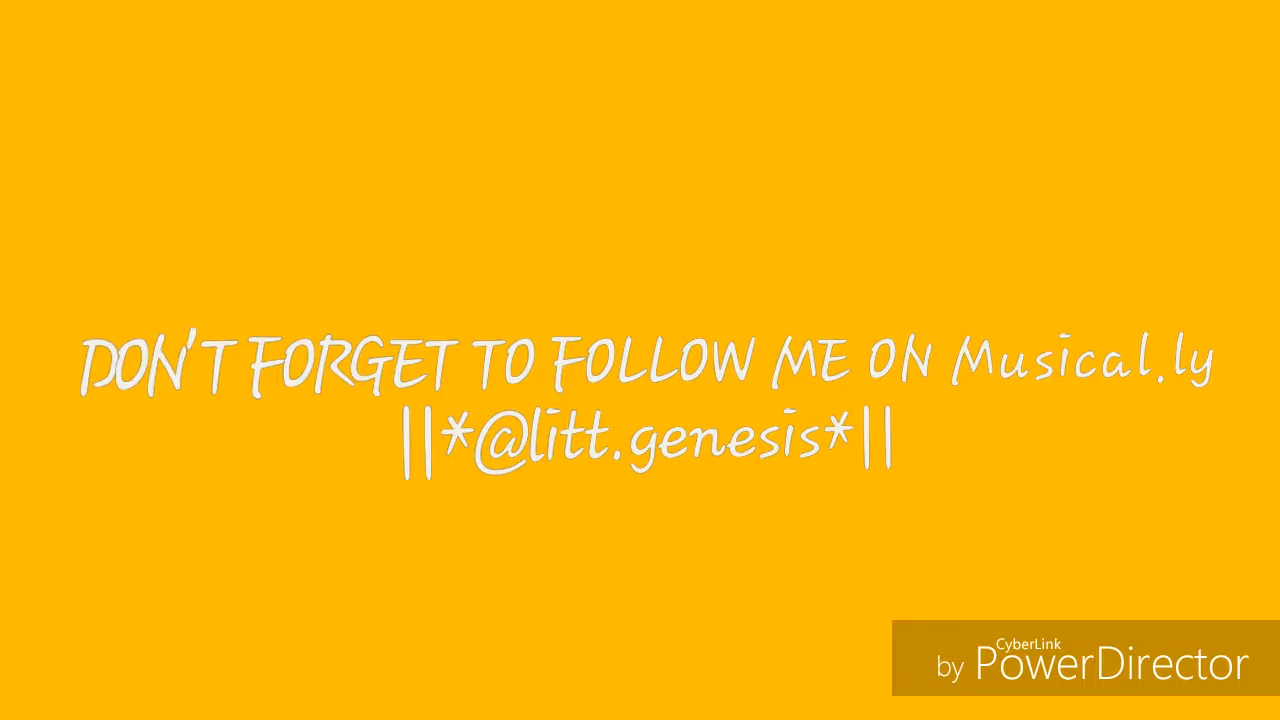 DON'T FORGET TO FOLLOW ME ON Musical.ly
||*@litt.genesis*||
CyberLink
by PowerDirector